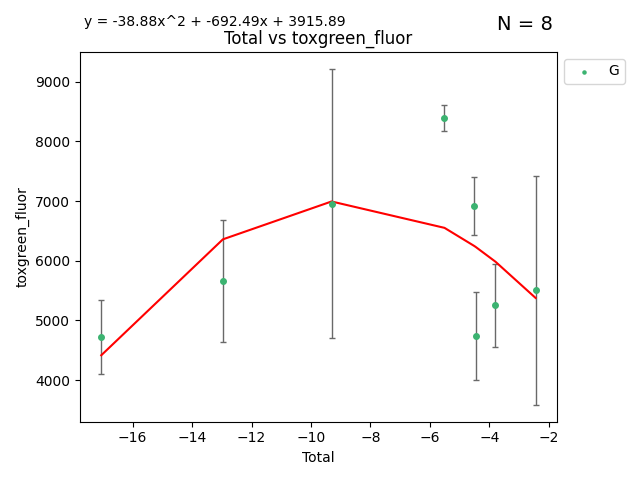 y = -38.88x^2 + -692.49x + 3915.89
N = 8
Total vs toxgreen_fluor
G
9000
8000
7000
6000
5000
4000
toxgreen_fluor
−16 −14 −12 −10 −8 −6 −4 −2
Total